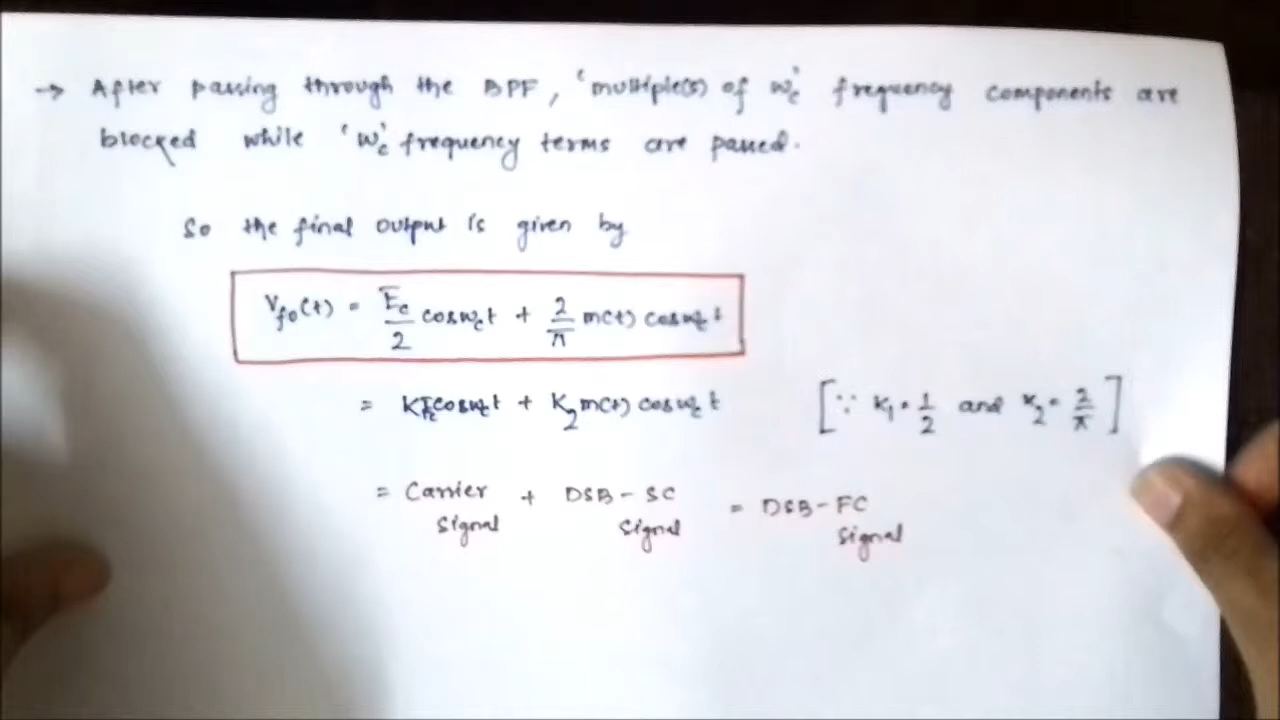 → After passing through the BPF, 'multiple(s) of ωc' frequency components are
blocked while 'ωc' frequency terms are passed.
So the final output is given by
Vfo(t) = Ec/2 cosωct + 2/π m(t) cosωct
= K1Ec cosωct + K2 m(t) cosωct [∵ K1 = 1/2 and K2 = 2/π]
= Carrier Signal + DSB-SC Signal = DSB-FC Signal